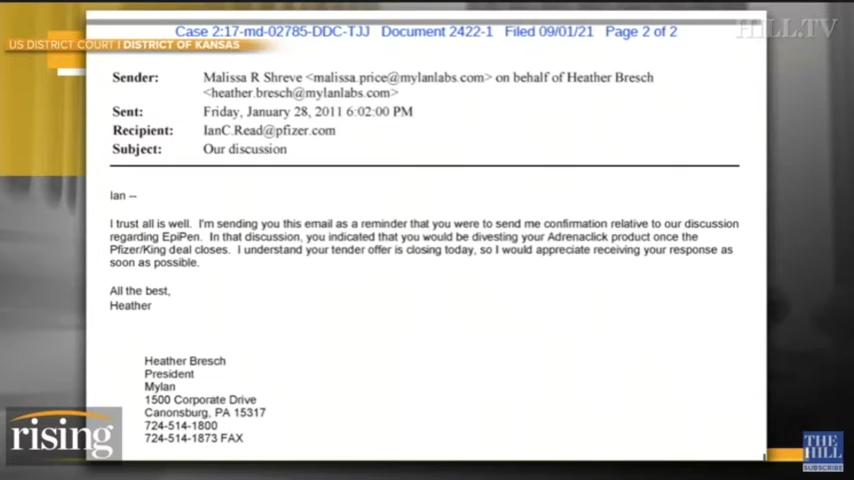 HILL.TV
Case 2:17-md-02785-DDC-TJJ Document 2422-1 Filed 09/01/21 Page 2 of 2
US DISTRICT COURT | DISTRICT OF KANSAS
Sender: Malissa R Shreve <malissa.price@mylanlabs.com> on behalf of Heather Bresch
<heather.bresch@mylanlabs.com>
Sent: Friday, January 28, 2011 6:02:00 PM
Recipient: IanC.Read@pfizer.com
Subject: Our discussion
Ian --
I trust all is well. I'm sending you this email as a reminder that you were to send me confirmation relative to our discussion
regarding EpiPen. In that discussion, you indicated that you would be divesting your Adrenaclick product once the
Pfizer/King deal closes. I understand your tender offer is closing today, so I would appreciate receiving your response as
soon as possible.
All the best,
Heather
Heather Bresch
President
Mylan
1500 Corporate Drive
Canonsburg, PA 15317
724-514-1800
724-514-1873 FAX
rising
THE
HILL
SUBSCRIBE